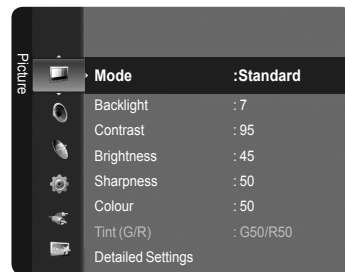 Picture
Mode :Standard
Backlight : 7
Contrast : 95
Brightness : 45
Sharpness : 50
Colour : 50
Tint (G/R) : G50/R50
Detailed Settings